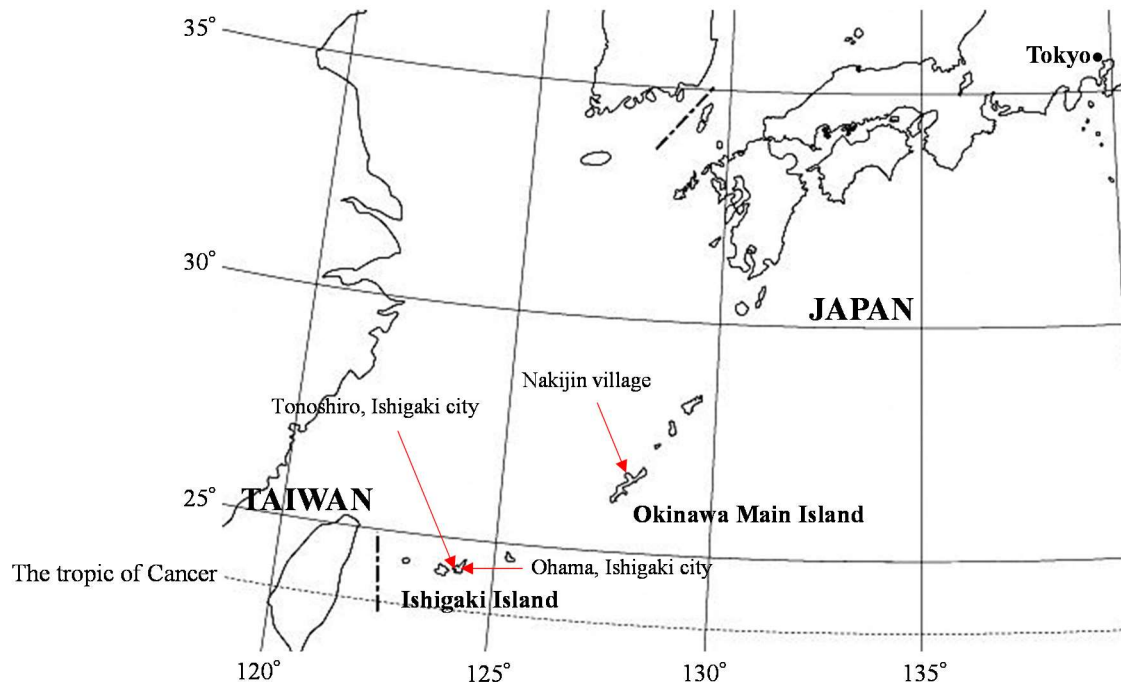 35°
Tokyo
30°
JAPAN
Nakijin village
Tonoshiro, Ishigaki city
TAIWAN
25°
Okinawa Main Island
The tropic of Cancer
Ohama, Ishigaki city
Ishigaki Island
120°
125°
130°
135°